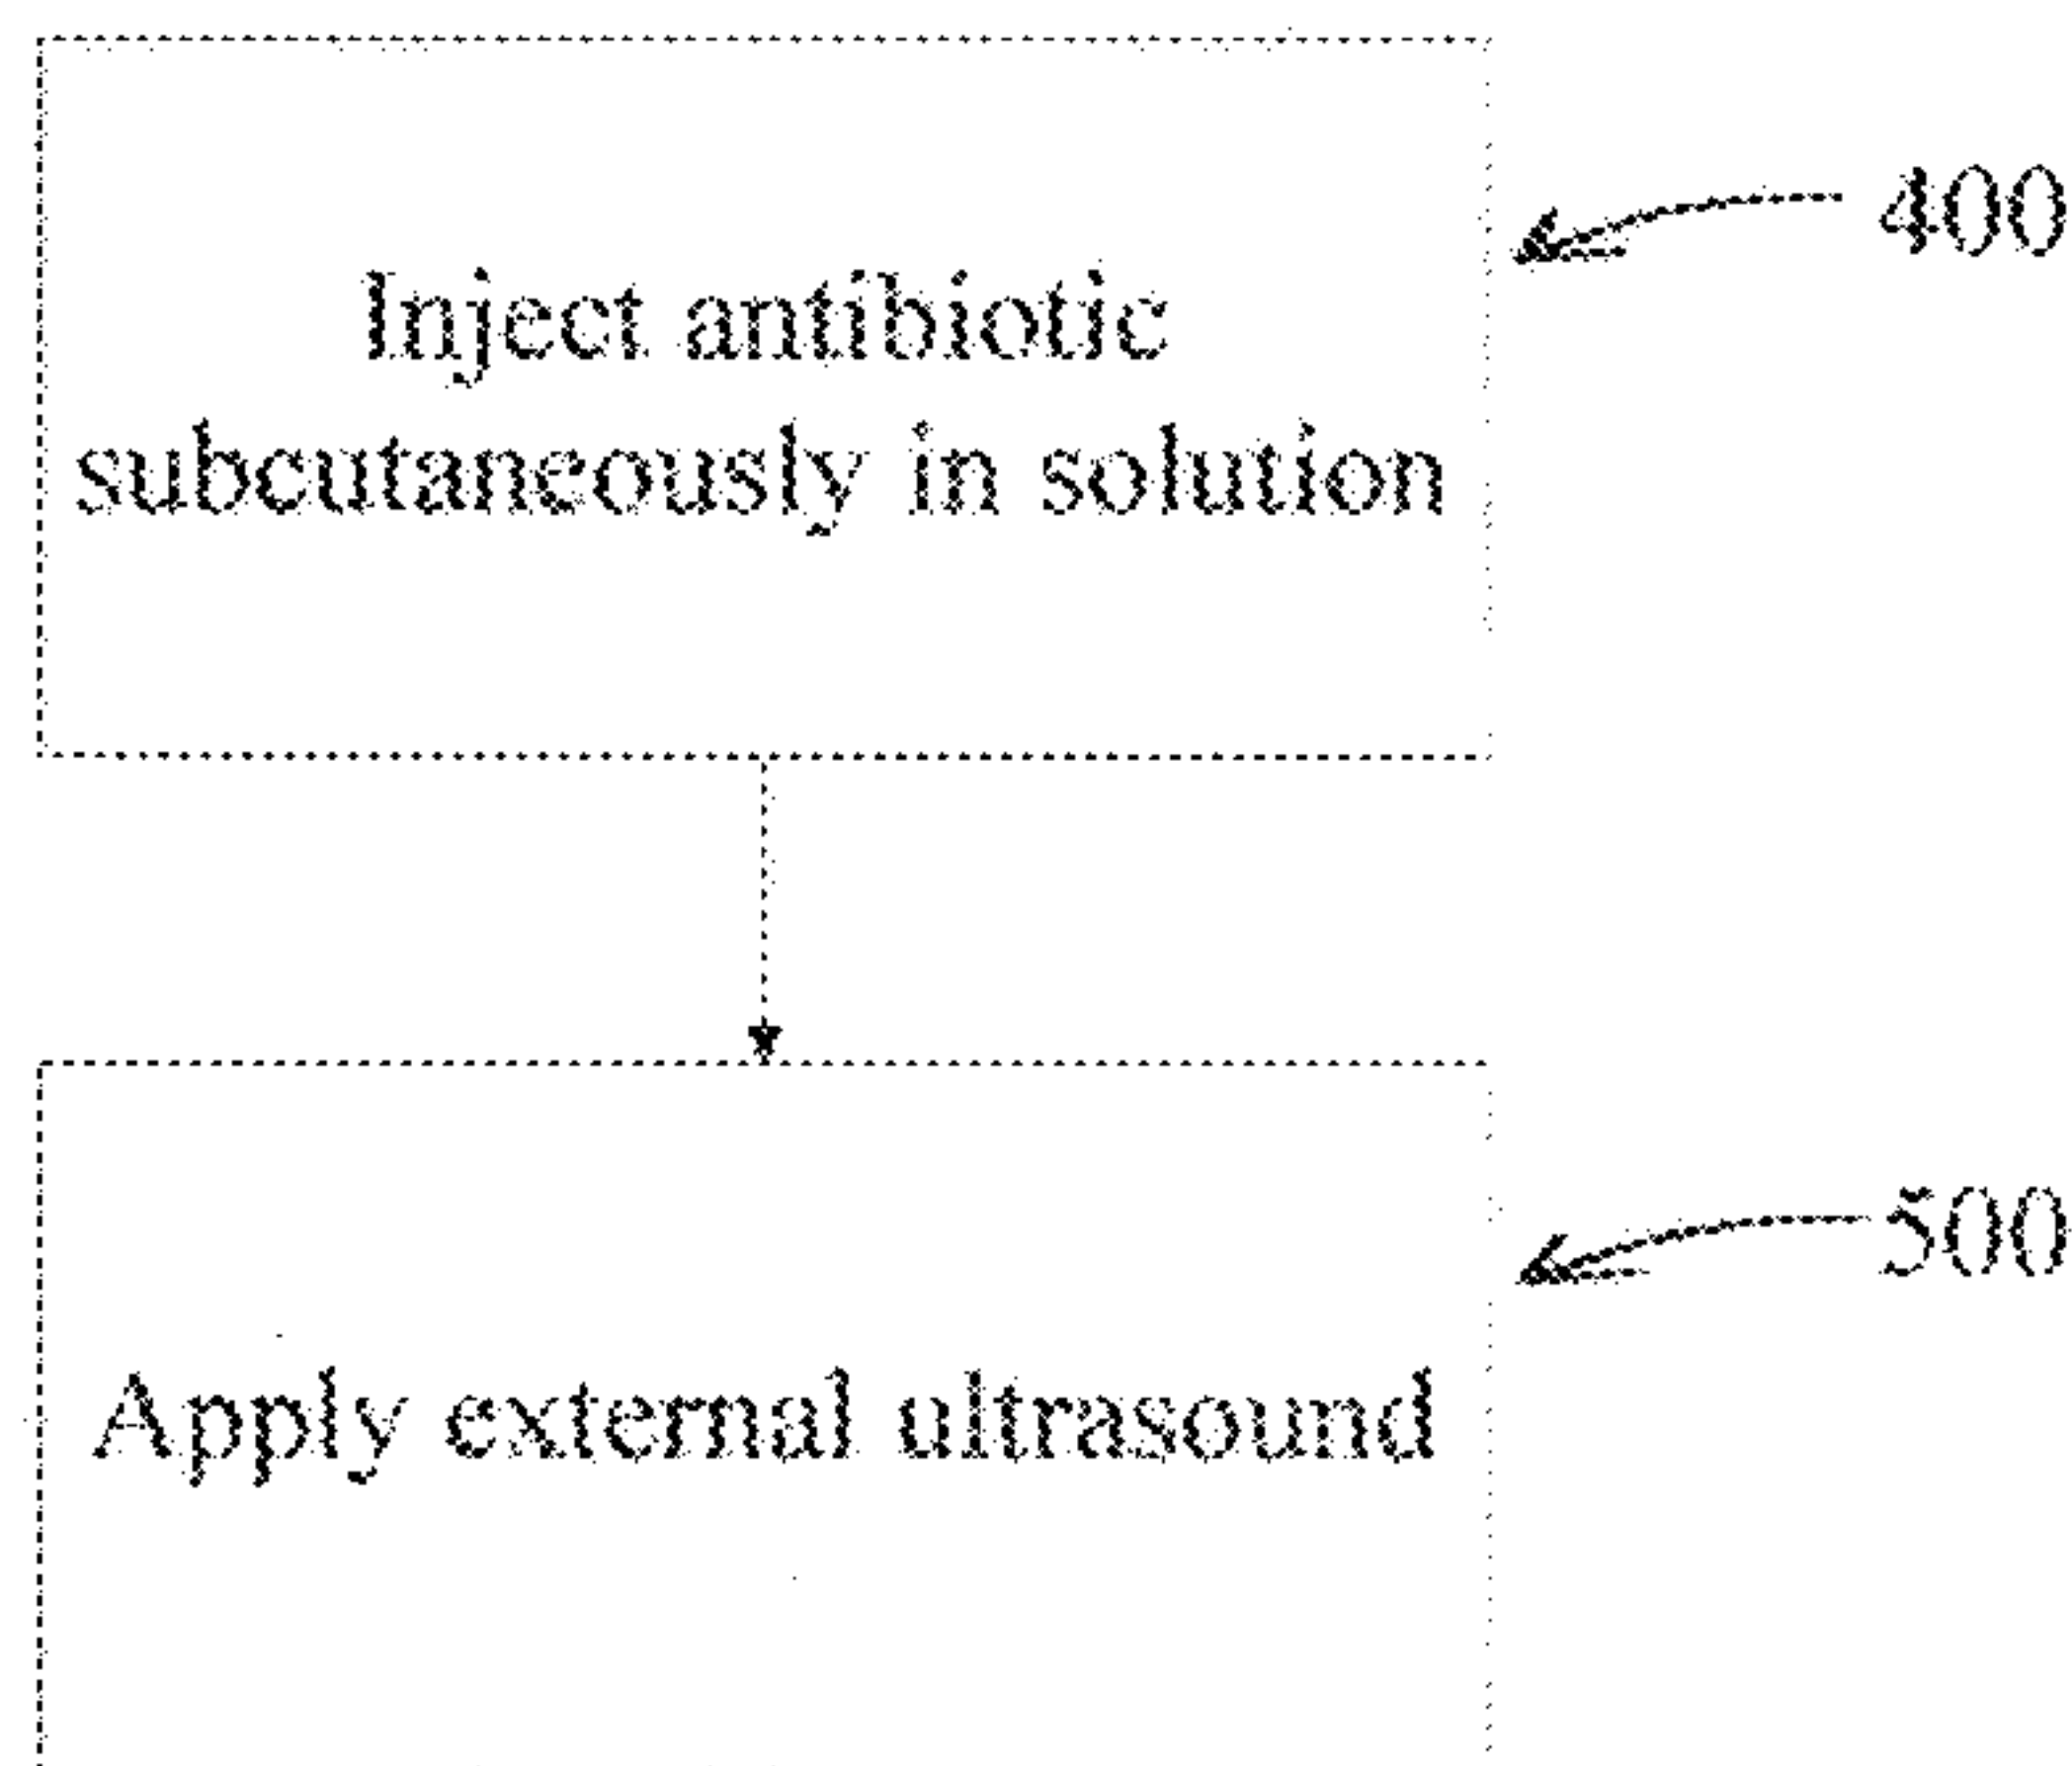 400
Inject antibiotic
subcutaneously in solution
500
Apply external ultrasound